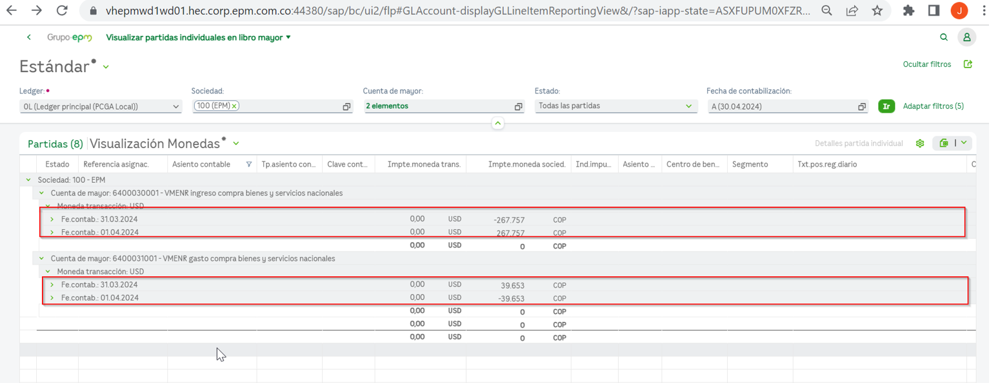 vhepmwd1wd01.hec.corp.epm.com.co:44380/sap/bc/ui2/flp#GLAccount-displayGLLineItemReportingView&/?sap-iapp-state=ASXFUPUM0XFZR...
J
Grupo·epm Visualizar partidas individuales en libro mayor
Estándar*
Ocultar filtros
Ledger:* Sociedad: Cuenta de mayor: Estado: Fecha de contabilización:
0L (Ledger principal (PCGA Local)) 100 (EPM) 2 elementos Todas las partidas A (30.04.2024) Ir Adaptar filtros (5)
Partidas (8) Visualización Monedas* Detalles partida individual
Estado Referencia asignac. Asiento contable Tp.asiento con... Clave cont... Impte.moneda trans. Impte.moneda socied. Ind.impu... Asiento ... Centro de ben... Segmento Txt.pos.reg.diario C
Sociedad: 100 - EPM
Cuenta de mayor: 6400030001 - VMENR ingreso compra bienes y servicios nacionales
Moneda transacción: USD
Fe.contab.: 31.03.2024 0,00 USD -267.757 COP
Fe.contab.: 01.04.2024 0,00 USD 267.757 COP
0,00 USD 0 COP
Cuenta de mayor: 6400031001 - VMENR gasto compra bienes y servicios nacionales
Moneda transacción: USD
Fe.contab.: 31.03.2024 0,00 USD 39.653 COP
Fe.contab.: 01.04.2024 0,00 USD -39.653 COP
0,00 USD 0 COP
0,00 USD 0 COP
0,00 USD 0 COP